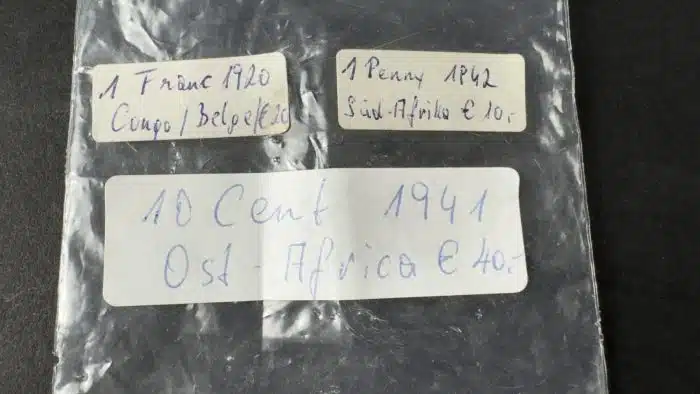 1 Franc 1920
Congo/Belge/€20
1 Penny 1942
Süd-Afrika € 10.-
10 Cent 1941
Ost-Africa € 40.-